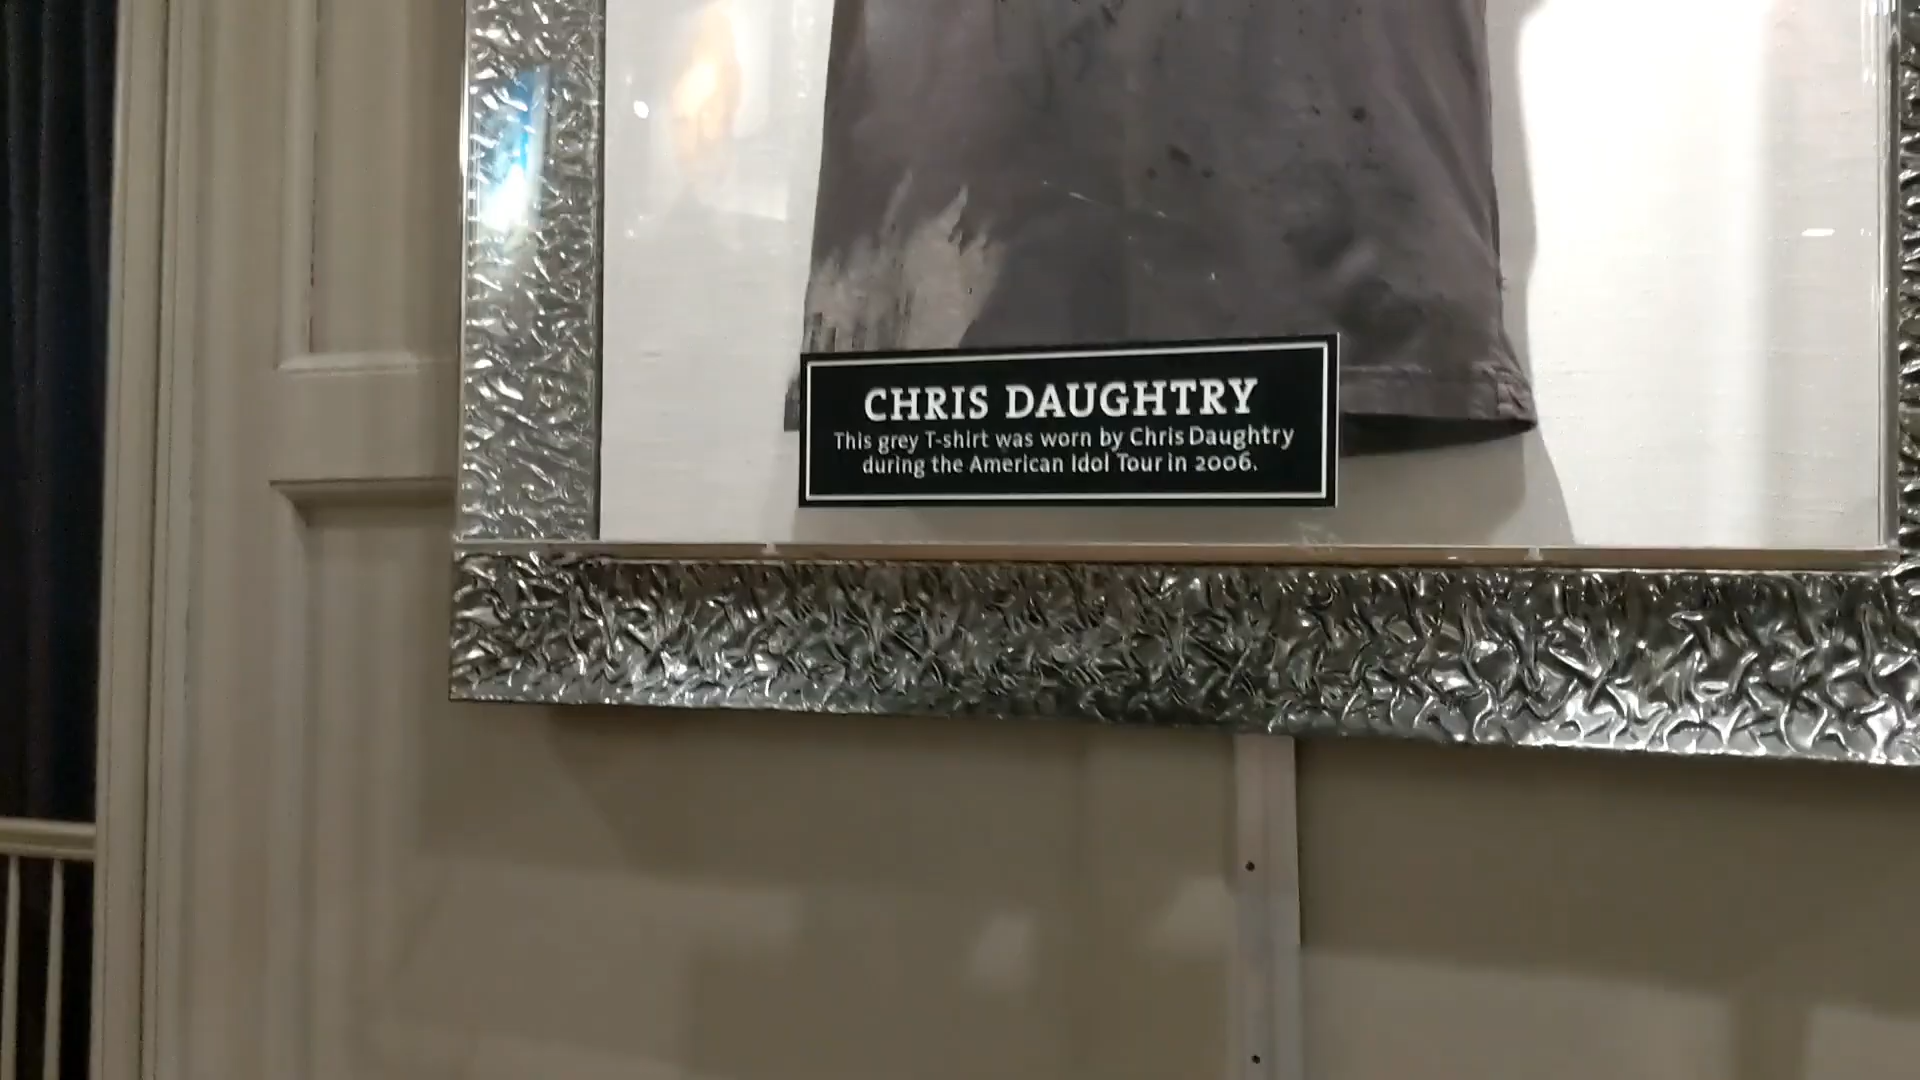 CHRIS DAUGHTRY
This grey T-shirt was worn by Chris Daughtry
during the American Idol Tour in 2006.